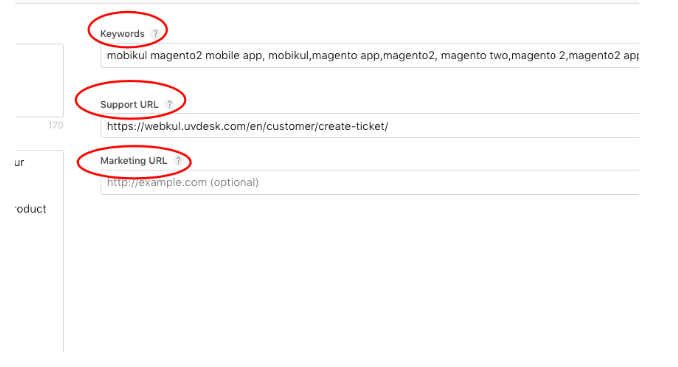 Keywords ?
mobikul magento2 mobile app, mobikul,magento app,magento2, magento two,magento 2,magento2 app
Support URL ?
170
https://webkul.uvdesk.com/en/customer/create-ticket/
ur
Marketing URL ?
http://example.com (optional)
roduct